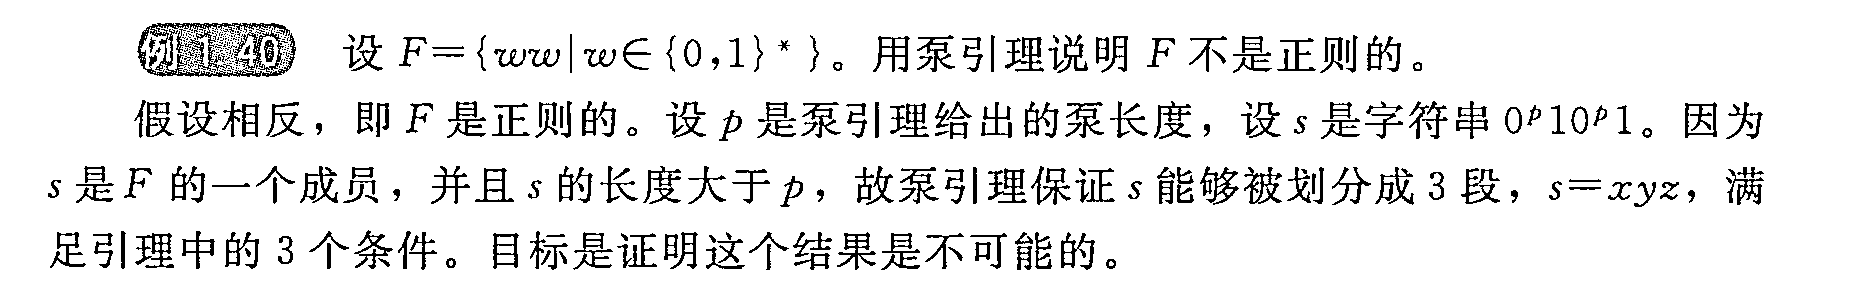 例 1.40 设 F={ww|w∈{0,1}*}。用泵引理说明 F 不是正则的。
假设相反，即 F 是正则的。设 p 是泵引理给出的泵长度，设 s 是字符串 0ᵖ10ᵖ1。因为
s 是 F 的一个成员，并且 s 的长度大于 p，故泵引理保证 s 能够被划分成 3 段，s=xyz，满
足引理中的 3 个条件。目标是证明这个结果是不可能的。